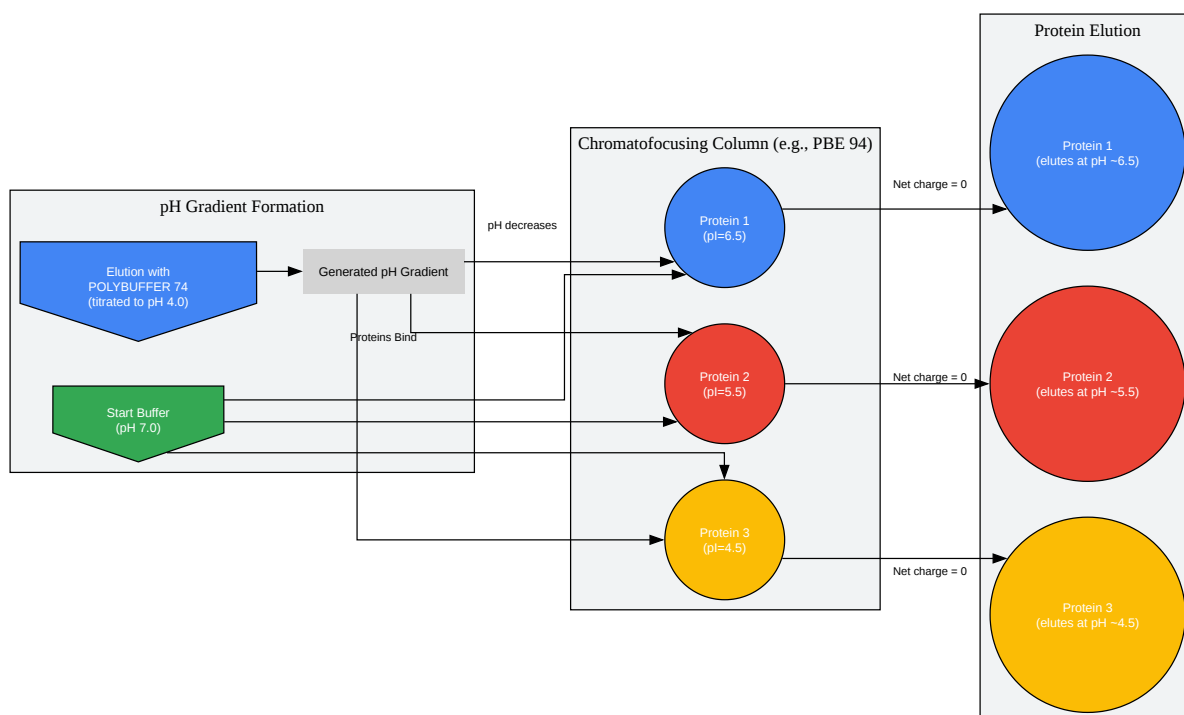 pH Gradient Formation
Elution with
POLYBUFFER 74
(titrated to pH 4.0)
Generated pH Gradient
Start Buffer
(pH 7.0)
pH decreases
Proteins Bind
Chromatofocusing Column (e.g., PBE 94)
Protein 1
(pI=6.5)
Protein 2
(pI=5.5)
Protein 3
(pI=4.5)
Net charge = 0
Net charge = 0
Net charge = 0
Protein Elution
Protein 1
(elutes at pH ~6.5)
Protein 2
(elutes at pH ~5.5)
Protein 3
(elutes at pH ~4.5)